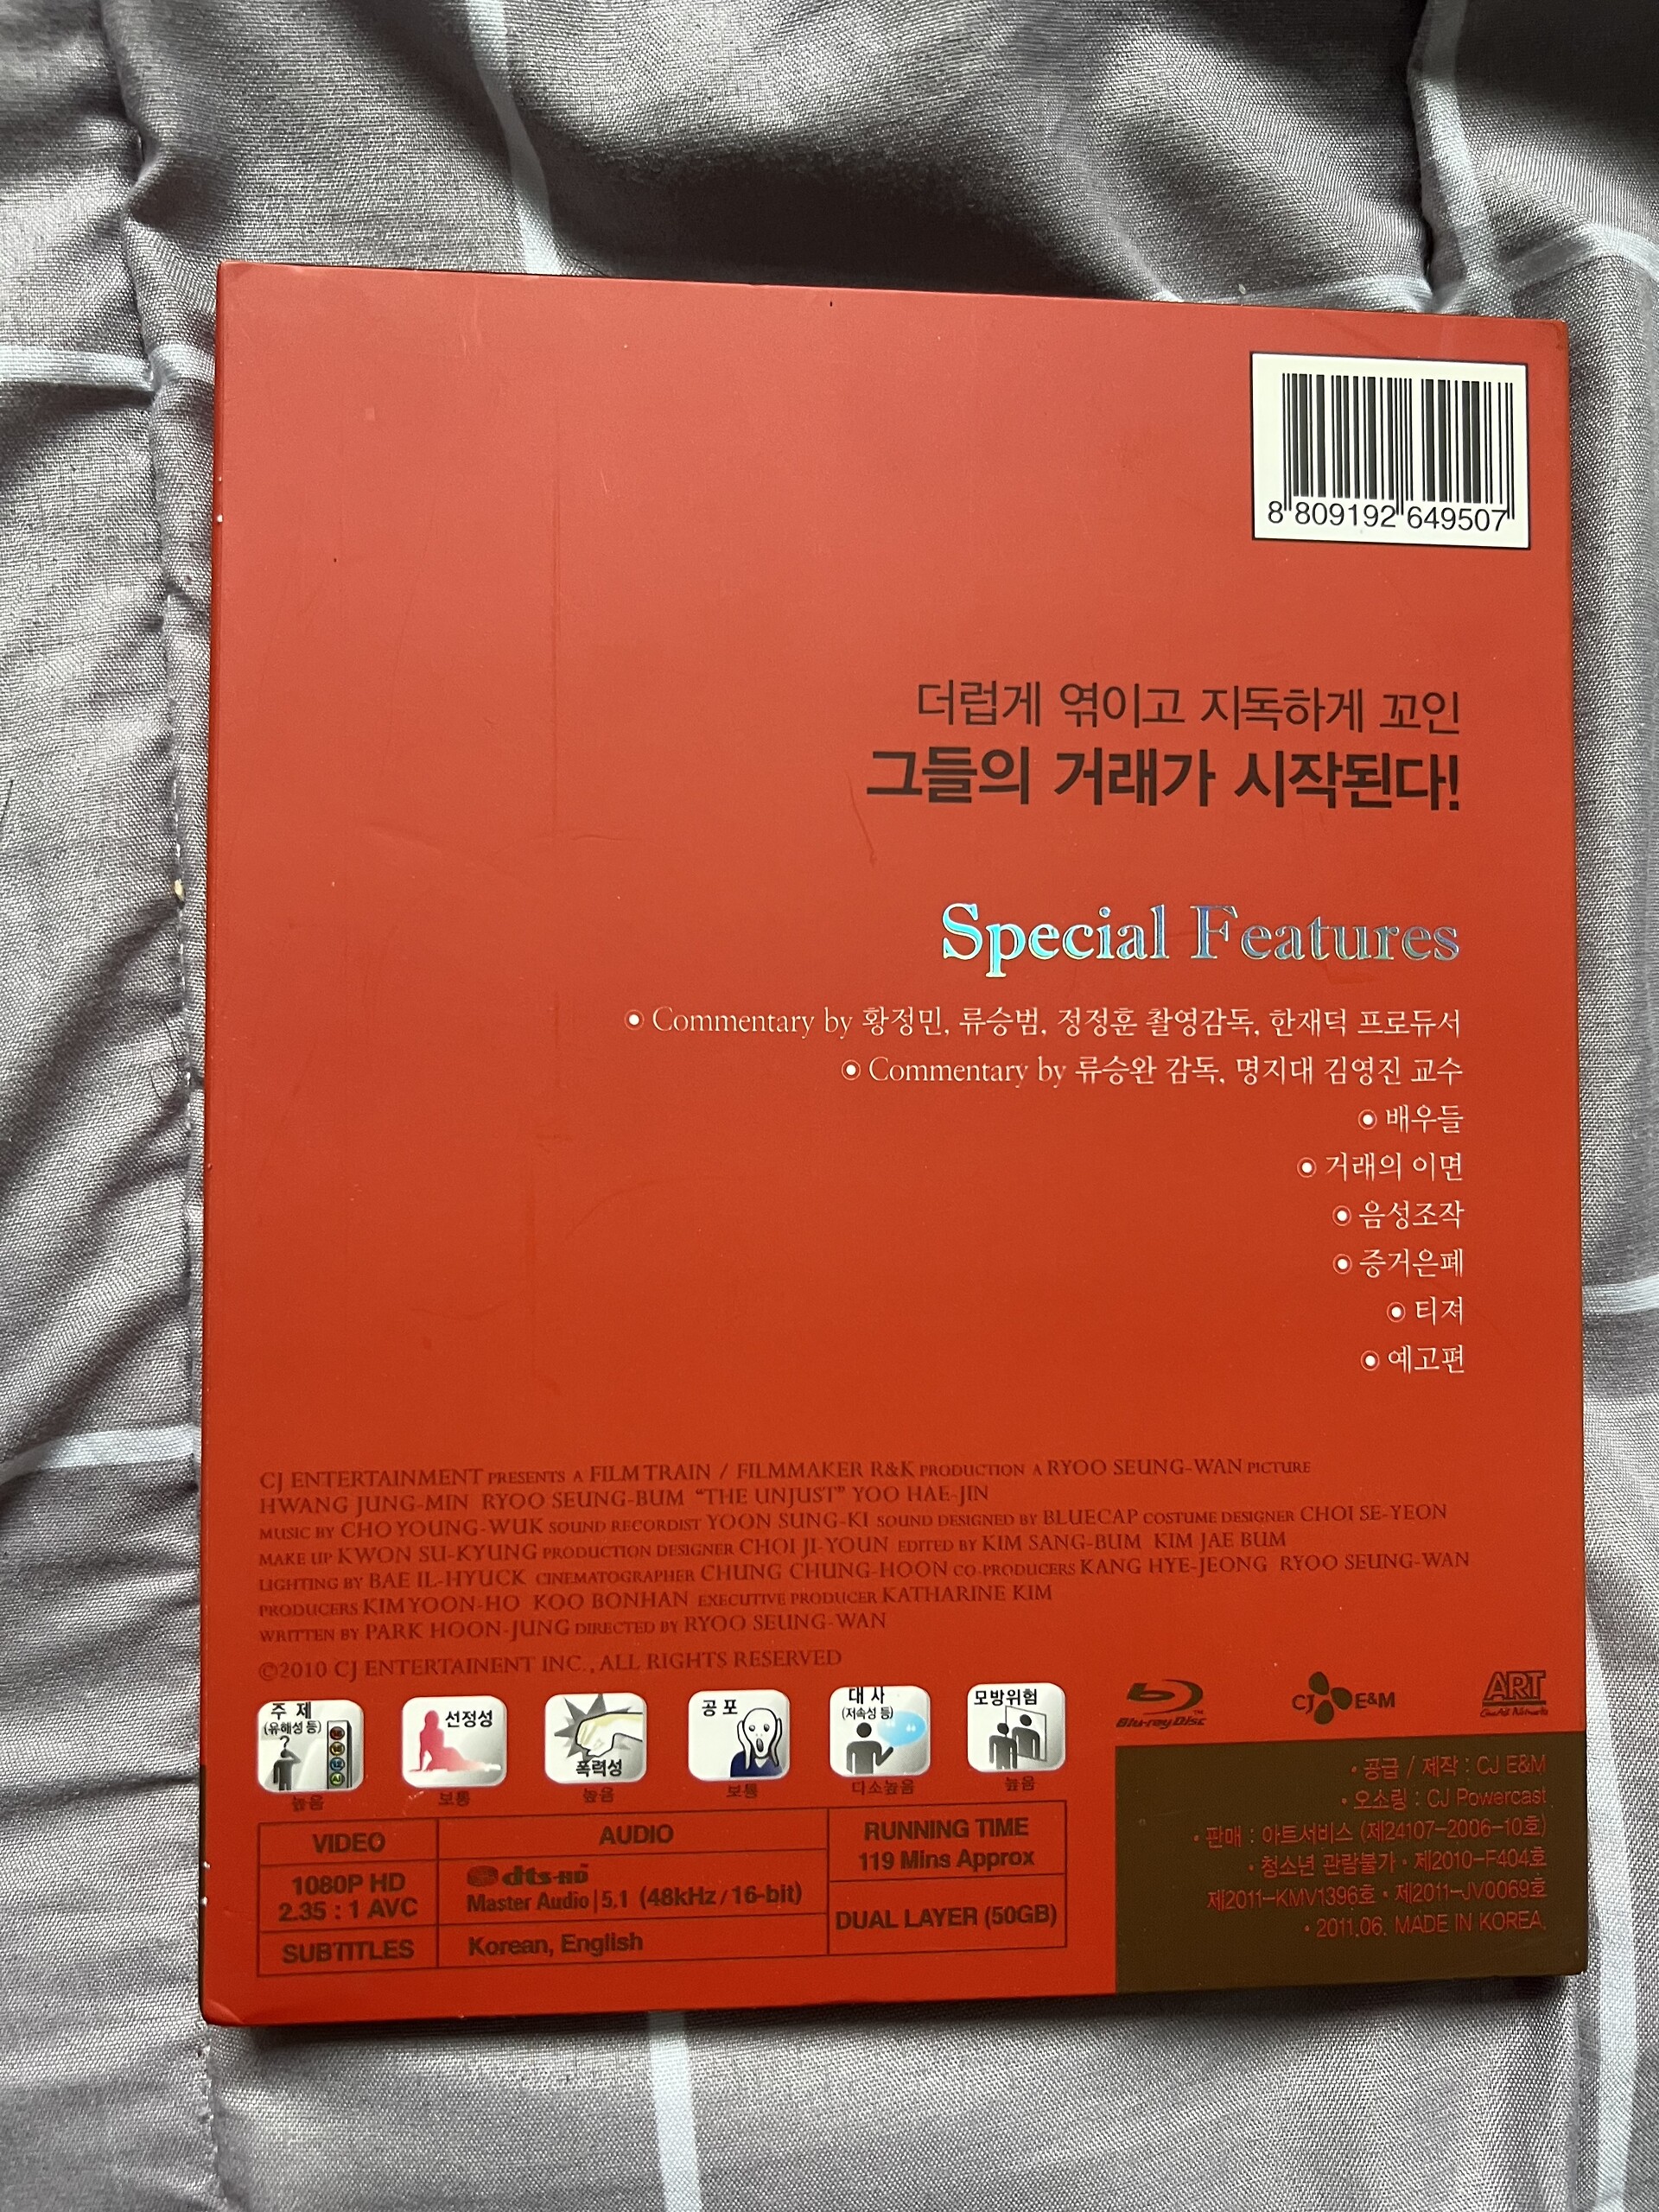 8 809192 649507
더럽게 엮이고 지독하게 꼬인
그들의 거래가 시작된다!
Special Features
Commentary by 황정민, 류승범, 정정훈 촬영감독, 한재덕 프로듀서
Commentary by 류승완 감독, 명지대 김영진 교수
배우들
거래의 이면
음성조작
증거은폐
티져
예고편
CJ ENTERTAINMENT PRESENTS A FILMTRAIN / FILMMAKER R&K PRODUCTION A RYOO SEUNG-WAN PICTURE
HWANG JUNG-MIN RYOO SEUNG-BUM "THE UNJUST" YOO HAE-JIN
MUSIC BY CHO YOUNG-WUK SOUND RECORDIST YOON SUNG-KI SOUND DESIGNED BY BLUECAP COSTUME DESIGNER CHOI SE-YEON
MAKE UP KWON SU-KYUNG PRODUCTION DESIGNER CHOI JI-YOUN EDITED BY KIM SANG-BUM KIM JAE BUM
LIGHTING BY BAE IL-HYUCK CINEMATOGRAPHER CHUNG CHUNG-HOON CO-PRODUCERS KANG HYE-JEONG RYOO SEUNG-WAN
PRODUCERS KIM YOON-HO KOO BONHAN EXECUTIVE PRODUCER KATHARINE KIM
WRITTEN BY PARK HOON-JUNG DIRECTED BY RYOO SEUNG-WAN
©2010 CJ ENTERTAINENT INC., ALL RIGHTS RESERVED
주 제
(유해성 등)
높음
선정성
보통
폭력성
높음
공 포
보통
대 사
(저속성 등)
다소높음
모방위험
높음
Blu-ray Disc
CJ E&M
ART
VIDEO
1080P HD
2.35 : 1 AVC
AUDIO
dts-HD
Master Audio | 5.1 (48kHz / 16-bit)
SUBTITLES
Korean, English
RUNNING TIME
119 Mins Approx
DUAL LAYER (50GB)
• 공급 / 제작 : CJ E&M
• 오소링 : CJ Powercast
• 판매 : 아트서비스 (제24107-2006-10호)
• 청소년 관람불가 • 제2010-F404호
제2011-KMV1396호 • 제2011-JV0069호
• 2011.06. MADE IN KOREA.